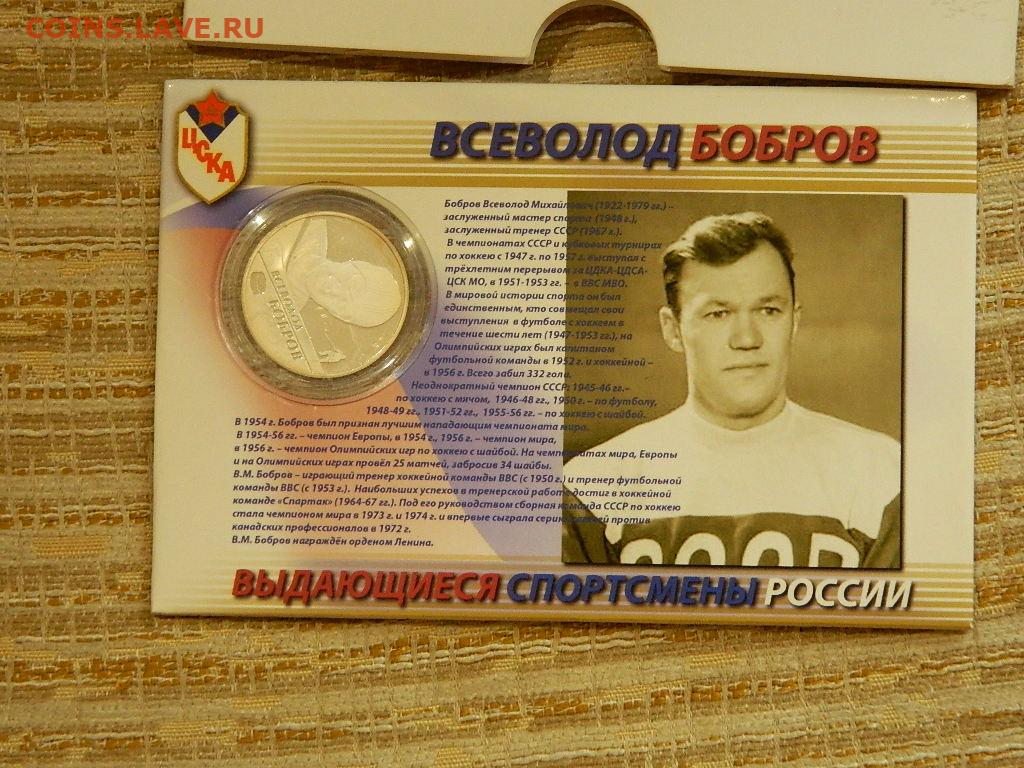 COINS.LAVE.RU
ЦСКА
ВСЕВОЛОД БОБРОВ
Бобров Всеволод Михайлович (1922-1979 гг.) –
заслуженный мастер спорта (1948 г.),
заслуженный тренер СССР (1967 г.).
В чемпионатах СССР и кубковых турнирах
по хоккею с 1947 г. по 1957 г. выступал с
трёхлетним перерывом за ЦДКА-ЦДСА-
ЦСК МО, в 1951-1953 гг. – в ВВС МВО.
В мировой истории спорта он был
единственным, кто совмещал свои
выступления в футболе с хоккеем в
течение шести лет (1947-1953 гг.), на
Олимпийских играх был капитаном
футбольной команды в 1952 г. и хоккейной –
в 1956 г. Всего забил 332 гола.
Неоднократный чемпион СССР: 1945-46 гг.–
по хоккею с мячом, 1946-48 гг., 1950 г. – по футболу,
1948-49 гг., 1951-52 гг., 1955-56 гг. – по хоккею с шайбой.
В 1954 г. Бобров был признан лучшим нападающим чемпионата мира.
В 1954-56 гг. – чемпион Европы, в 1954 г., 1956 г. – чемпион мира,
в 1956 г. – чемпион Олимпийских игр по хоккею с шайбой. На чемпионатах мира, Европы
и на Олимпийских играх провёл 25 матчей, забросив 34 шайбы.
В.М. Бобров – играющий тренер хоккейной команды ВВС (с 1950 г.) и тренер футбольной
команды ВВС (с 1953 г.). Наибольших успехов в тренерской работе достиг в хоккейной
команде «Спартак» (1964-67 гг.). Под его руководством сборная команда СССР по хоккею
стала чемпионом мира в 1973 г. и 1974 г. и впервые сыграла серию матчей против
канадских профессионалов в 1972 г.
В.М. Бобров награждён орденом Ленина.
ВСЕВОЛОД
БОБРОВ
СССР
ВЫДАЮЩИЕСЯ СПОРТСМЕНЫ РОССИИ